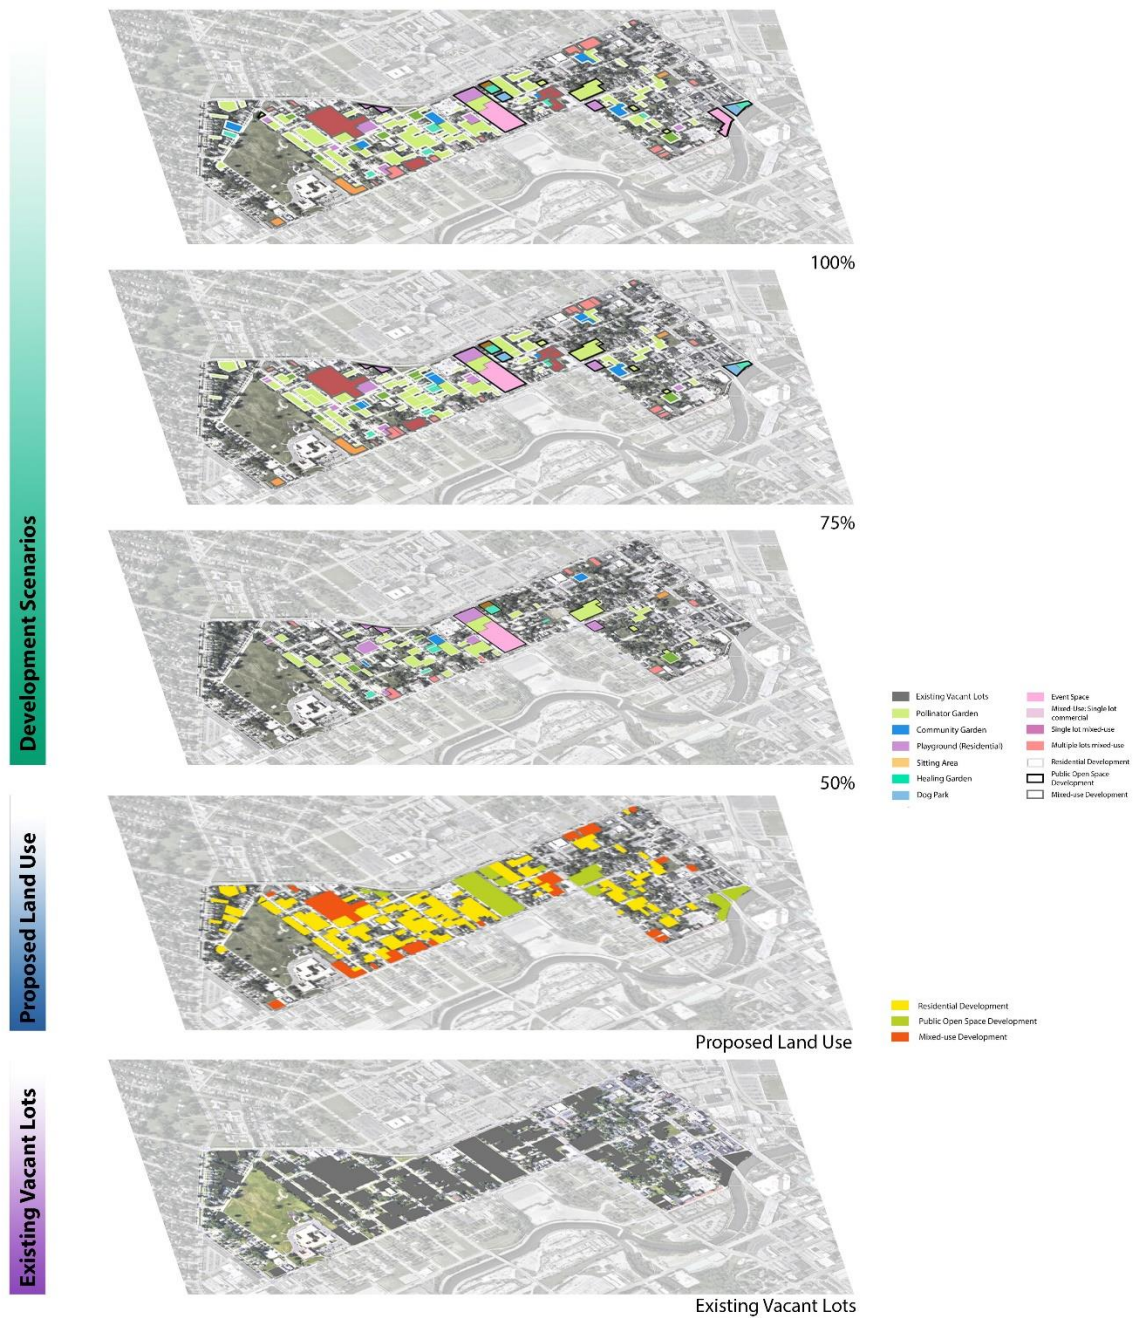 100%
75%
50%
Development Scenarios
Existing Vacant Lots
Pollinator Garden
Community Garden
Playground (Residential)
Sitting Area
Healing Garden
Dog Park
Event Space
Mixed-Use: Single lot
commercial
Single lot mixed-use
Multiple lots mixed-use
Residential Development
Public Open Space
Development
Mixed-use Development
Proposed Land Use
Residential Development
Public Open Space Development
Mixed-use Development
Proposed Land Use
Existing Vacant Lots
Existing Vacant Lots